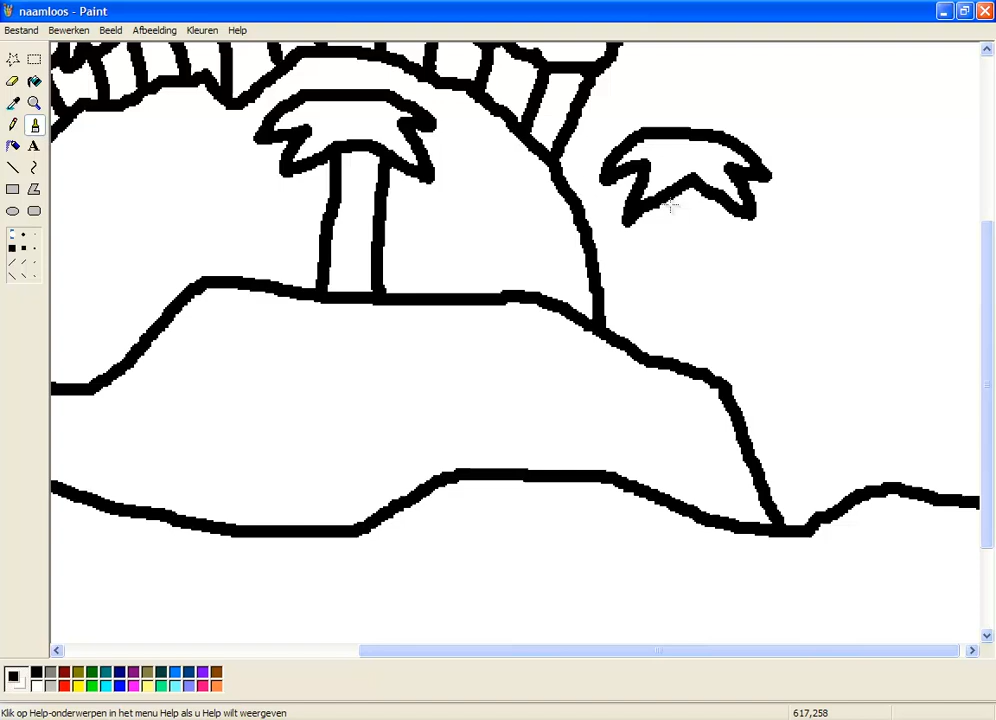 naamloos - Paint
Bestand Bewerken Beeld Afbeelding Kleuren Help
A
Klik op Help-onderwerpen in het menu Help als u Help wilt weergeven
617,258